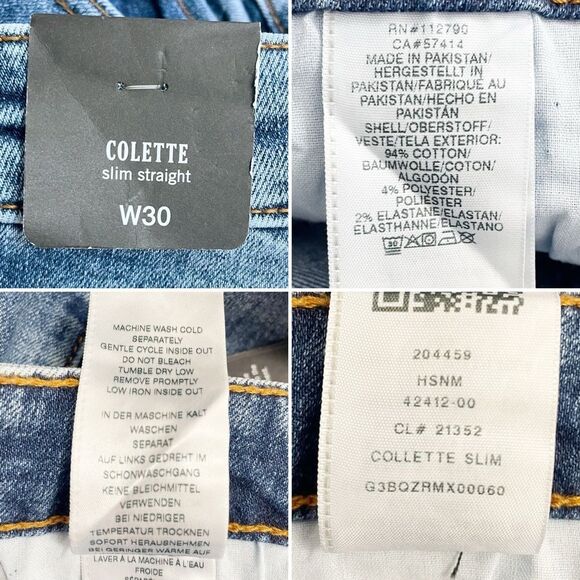 COLETTE
slim straight
W30
RN#112790
CA#57414
MADE IN PAKISTAN/
HERGESTELLT IN
PAKISTAN/FABRIQUE AU
PAKISTAN/HECHO EN
PAKISTÁN
SHELL/OBERSTOFF/
VESTE/TELA EXTERIOR:
94% COTTON/
BAUMWOLLE/COTON/
ALGODÓN
4% POLYESTER/
POLIÉSTER
2% ELASTANE/ELASTAN/
ELASTHANNE/ELASTANO
30
MACHINE WASH COLD
SEPARATELY
GENTLE CYCLE INSIDE OUT
DO NOT BLEACH
TUMBLE DRY LOW
REMOVE PROMPTLY
LOW IRON INSIDE OUT
IN DER MASCHINE KALT
WASCHEN
SEPARAT
AUF LINKS GEDREHT IM
SCHONWASCHGANG
KEINE BLEICHMITTEL
VERWENDEN
BEI NIEDRIGER
TEMPERATUR TROCKNEN
SOFORT HERAUSNEHMEN
BEI GERINGER WÄRME AUF
LAVER À LA MACHINE À L'EAU
FROIDE
204459
HSNM
42412-00
CL# 21352
COLLETTE SLIM
G3BQZRMX00060